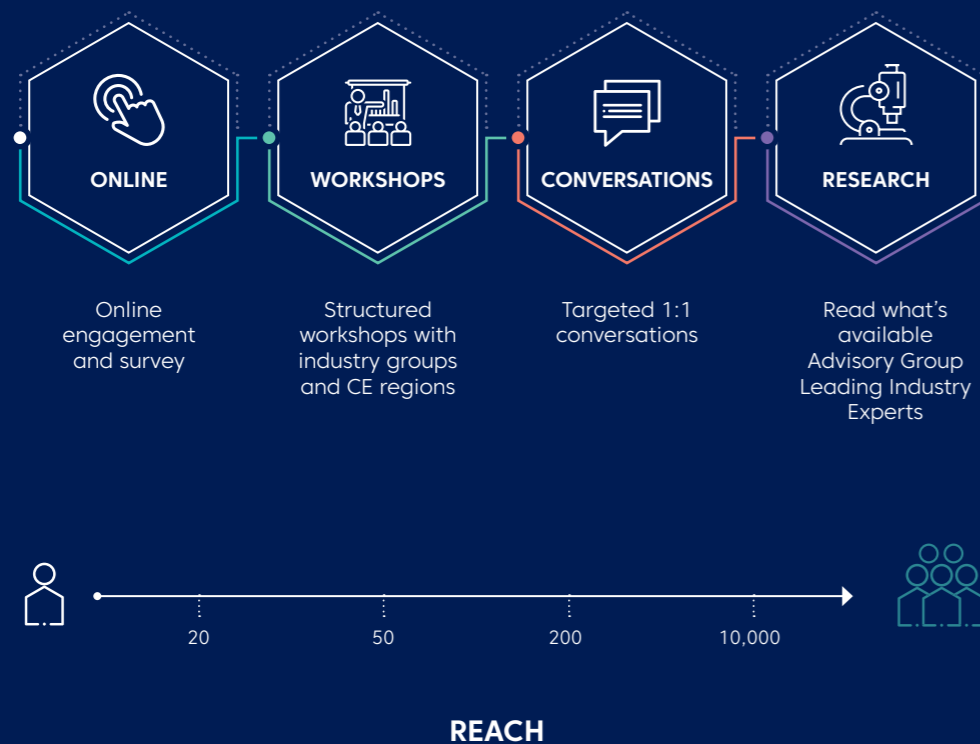 ONLINE
WORKSHOPS
CONVERSATIONS
RESEARCH
Online
engagement
and survey
Structured
workshops with
industry groups
and CE regions
Targeted 1:1
conversations
Read what’s
available
Advisory Group
Leading Industry
Experts
20
50
200
10,000
REACH